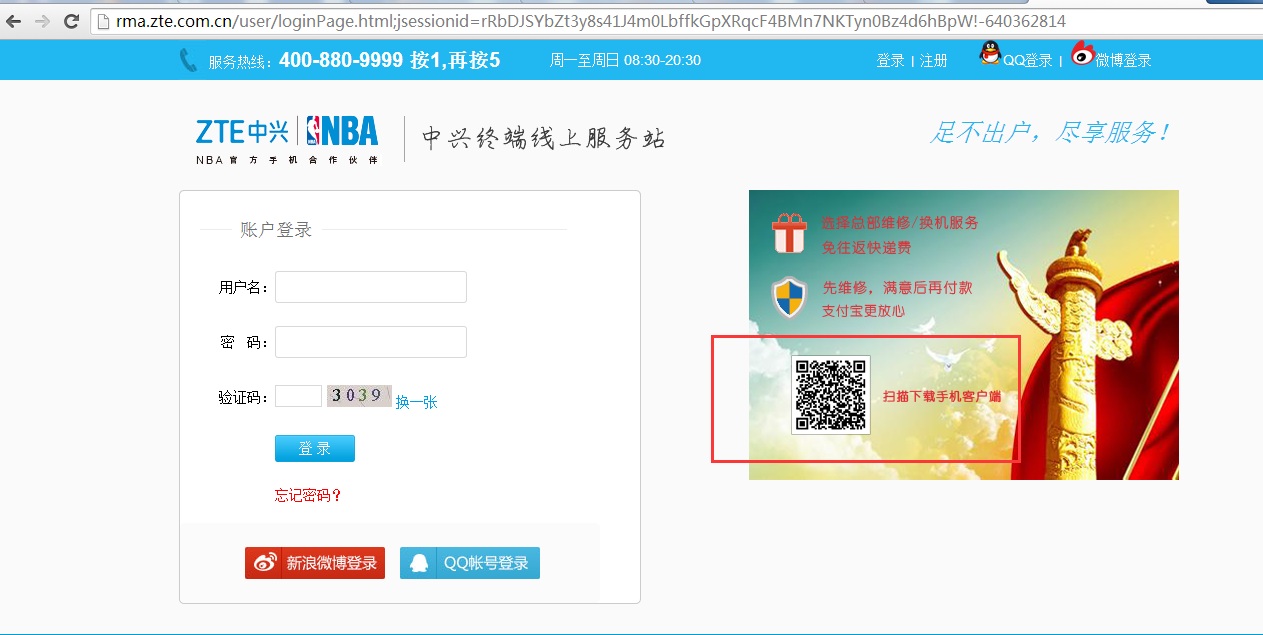 rma.zte.com.cn/user/loginPage.html;jsessionid=rRbDJSYbZt3y8s41J4m0LbffkGpXRqcF4BMn7NKTyn0Bz4d6hBpW!-640362814
服务热线：400-880-9999 按1,再按5 周一至周日 08:30-20:30 登录 | 注册 QQ登录 | 微博登录
ZTE中兴 NBA 中兴终端线上服务站 足不出户，尽享服务！
NBA官方手机合作伙伴
账户登录
用户名：
密 码：
验证码： 3039 换一张
登 录
忘记密码？
新浪微博登录 QQ帐号登录
选择总部维修/换机服务
免往返快递费
先维修，满意后再付款
支付宝更放心
扫描下载手机客户端